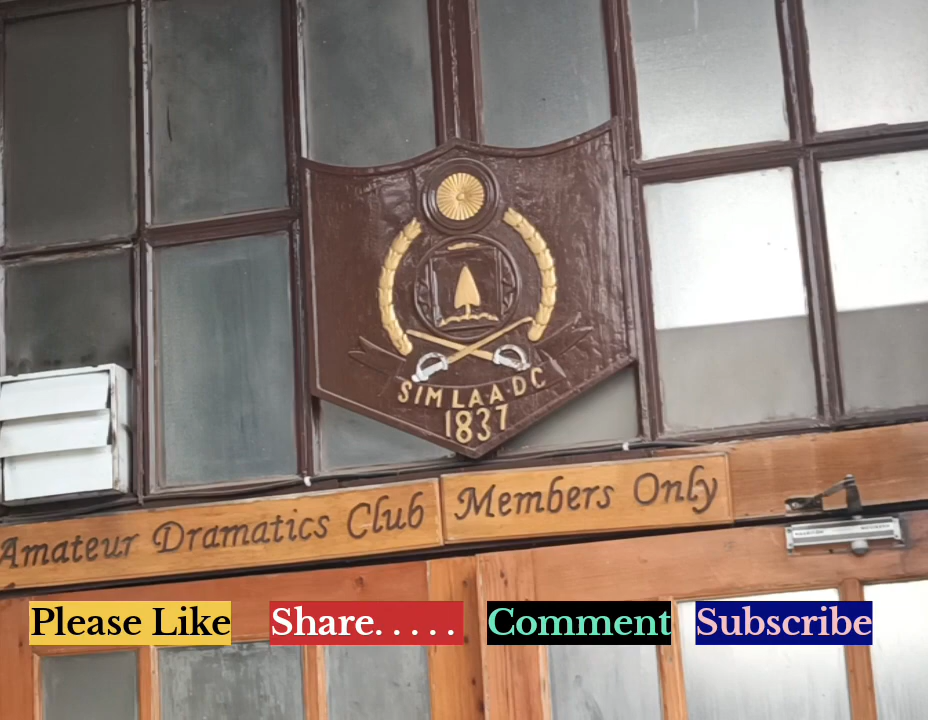 SIMLA A·D·C
1837
Amateur Dramatics Club Members Only
Please Like Share. . . . . Comment Subscribe